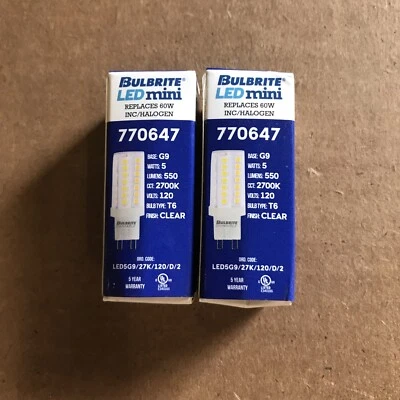 BULBRITE®
LED mini
REPLACES 60W
INC/HALOGEN
770647
BASE: G9
WATTS: 5
LUMENS: 550
CCT: 2700K
VOLTS: 120
BULB TYPE: T6
FINISH: CLEAR
BULBRITE
ORD. CODE:
LED5G9/27K/120/D/2
5 YEAR
WARRANTY
BULBRITE®
LED mini
REPLACES 60W
INC/HALOGEN
770647
BASE: G9
WATTS: 5
LUMENS: 550
CCT: 2700K
VOLTS: 120
BULB TYPE: T6
FINISH: CLEAR
BULBRITE
ORD. CODE:
LED5G9/27K/120/D/2
5 YEAR
WARRANTY